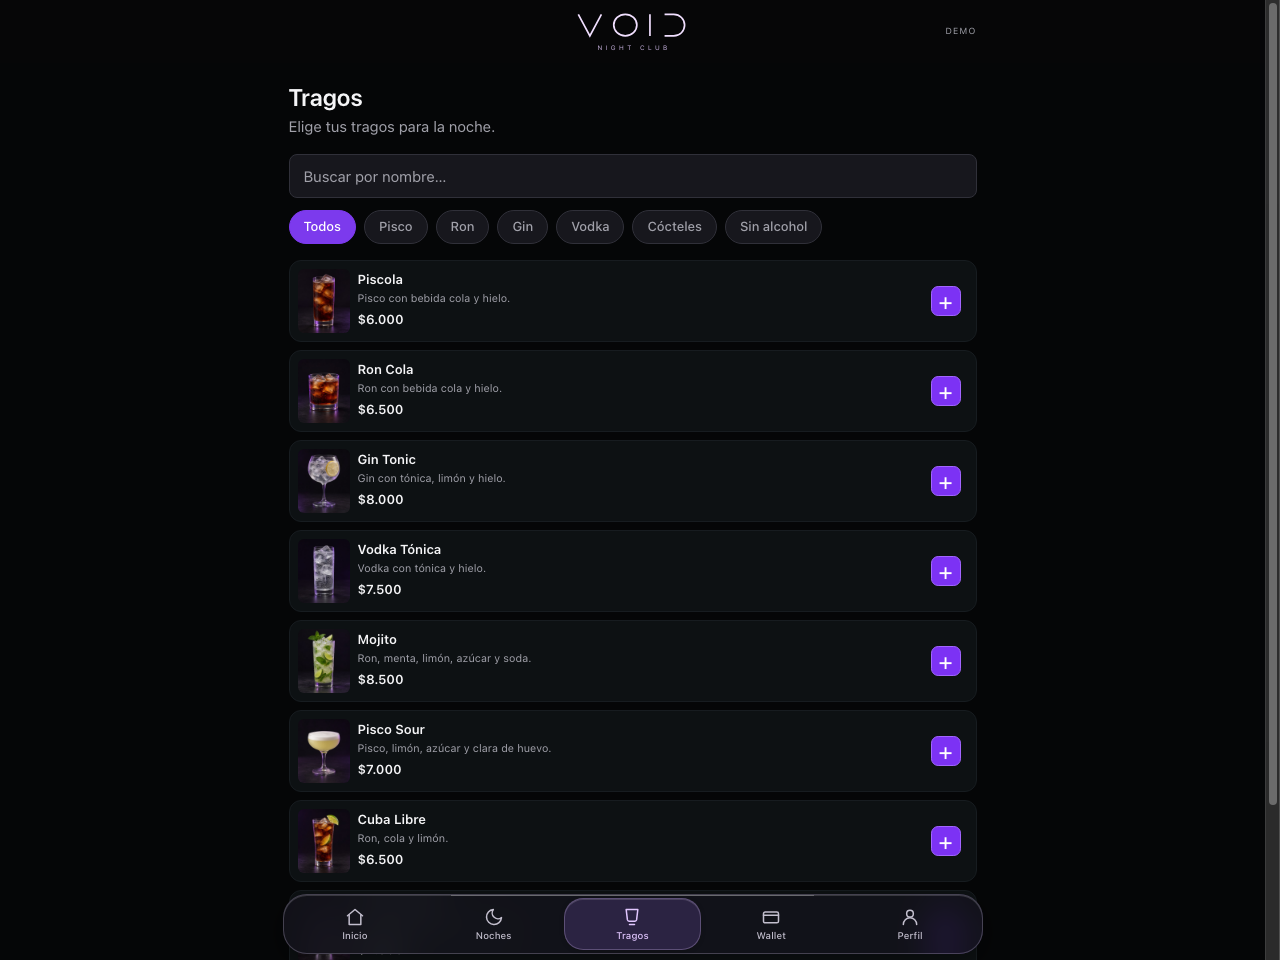 VOID
NIGHT CLUB
DEMO
Tragos
Elige tus tragos para la noche.
Buscar por nombre...
Todos
Pisco
Ron
Gin
Vodka
Cócteles
Sin alcohol
Piscola
Pisco con bebida cola y hielo.
$6.000
Ron Cola
Ron con bebida cola y hielo.
$6.500
Gin Tonic
Gin con tónica, limón y hielo.
$8.000
Vodka Tónica
Vodka con tónica y hielo.
$7.500
Mojito
Ron, menta, limón, azúcar y soda.
$8.500
Pisco Sour
Pisco, limón, azúcar y clara de huevo.
$7.000
Cuba Libre
Ron, cola y limón.
$6.500
Inicio
Noches
Tragos
Wallet
Perfil